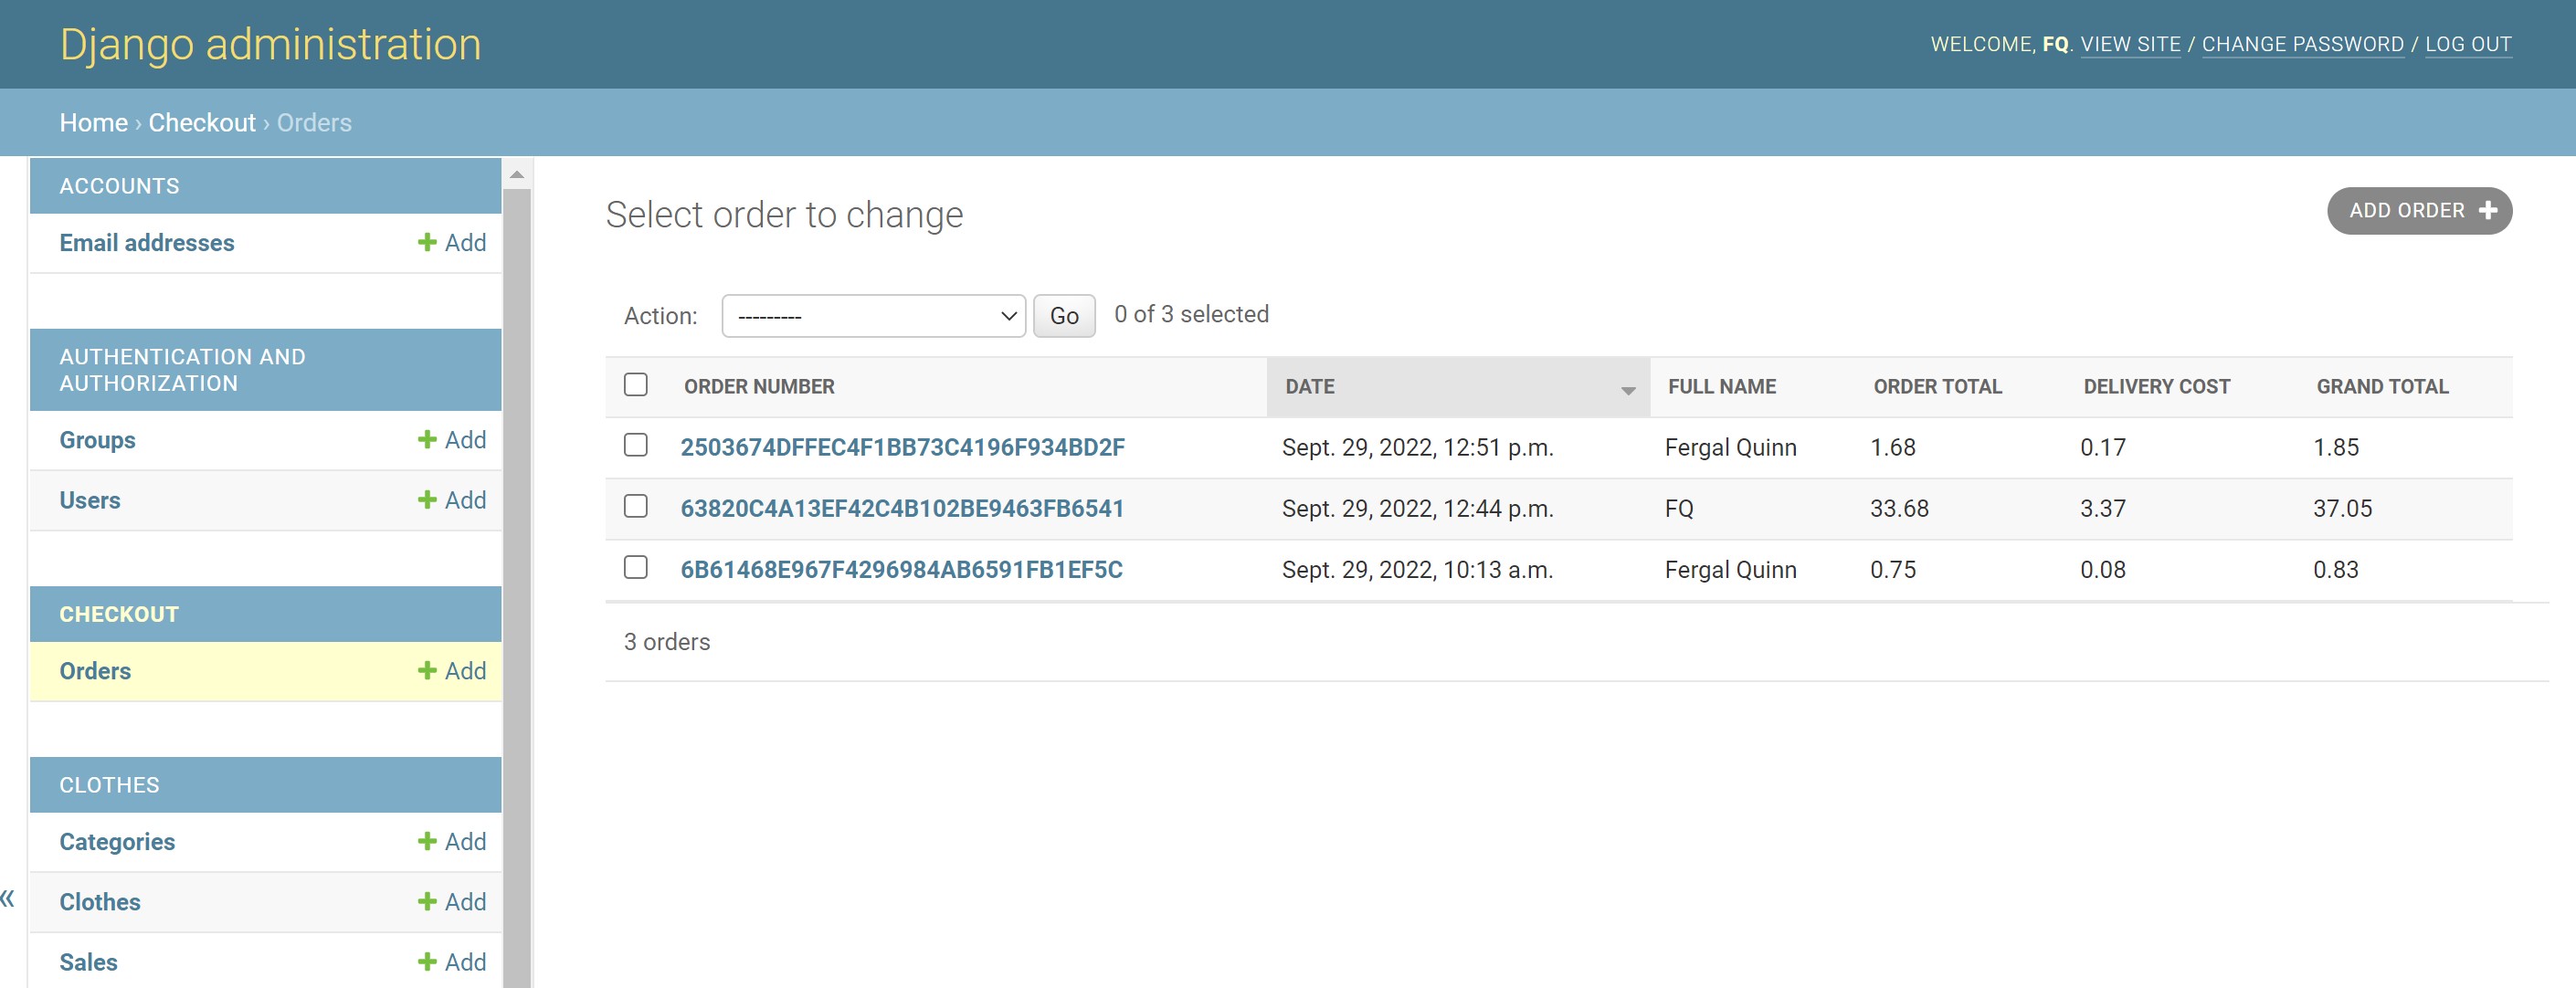 Django administration
WELCOME, FQ. VIEW SITE / CHANGE PASSWORD / LOG OUT
Home › Checkout › Orders
ACCOUNTS
Email addresses + Add
AUTHENTICATION AND
AUTHORIZATION
Groups + Add
Users + Add
CHECKOUT
Orders + Add
CLOTHES
Categories + Add
Clothes + Add
Sales + Add
«
Select order to change
ADD ORDER +
Action: --------- Go 0 of 3 selected
ORDER NUMBER DATE FULL NAME ORDER TOTAL DELIVERY COST GRAND TOTAL
2503674DFFEC4F1BB73C4196F934BD2F Sept. 29, 2022, 12:51 p.m. Fergal Quinn 1.68 0.17 1.85
63820C4A13EF42C4B102BE9463FB6541 Sept. 29, 2022, 12:44 p.m. FQ 33.68 3.37 37.05
6B61468E967F4296984AB6591FB1EF5C Sept. 29, 2022, 10:13 a.m. Fergal Quinn 0.75 0.08 0.83
3 orders